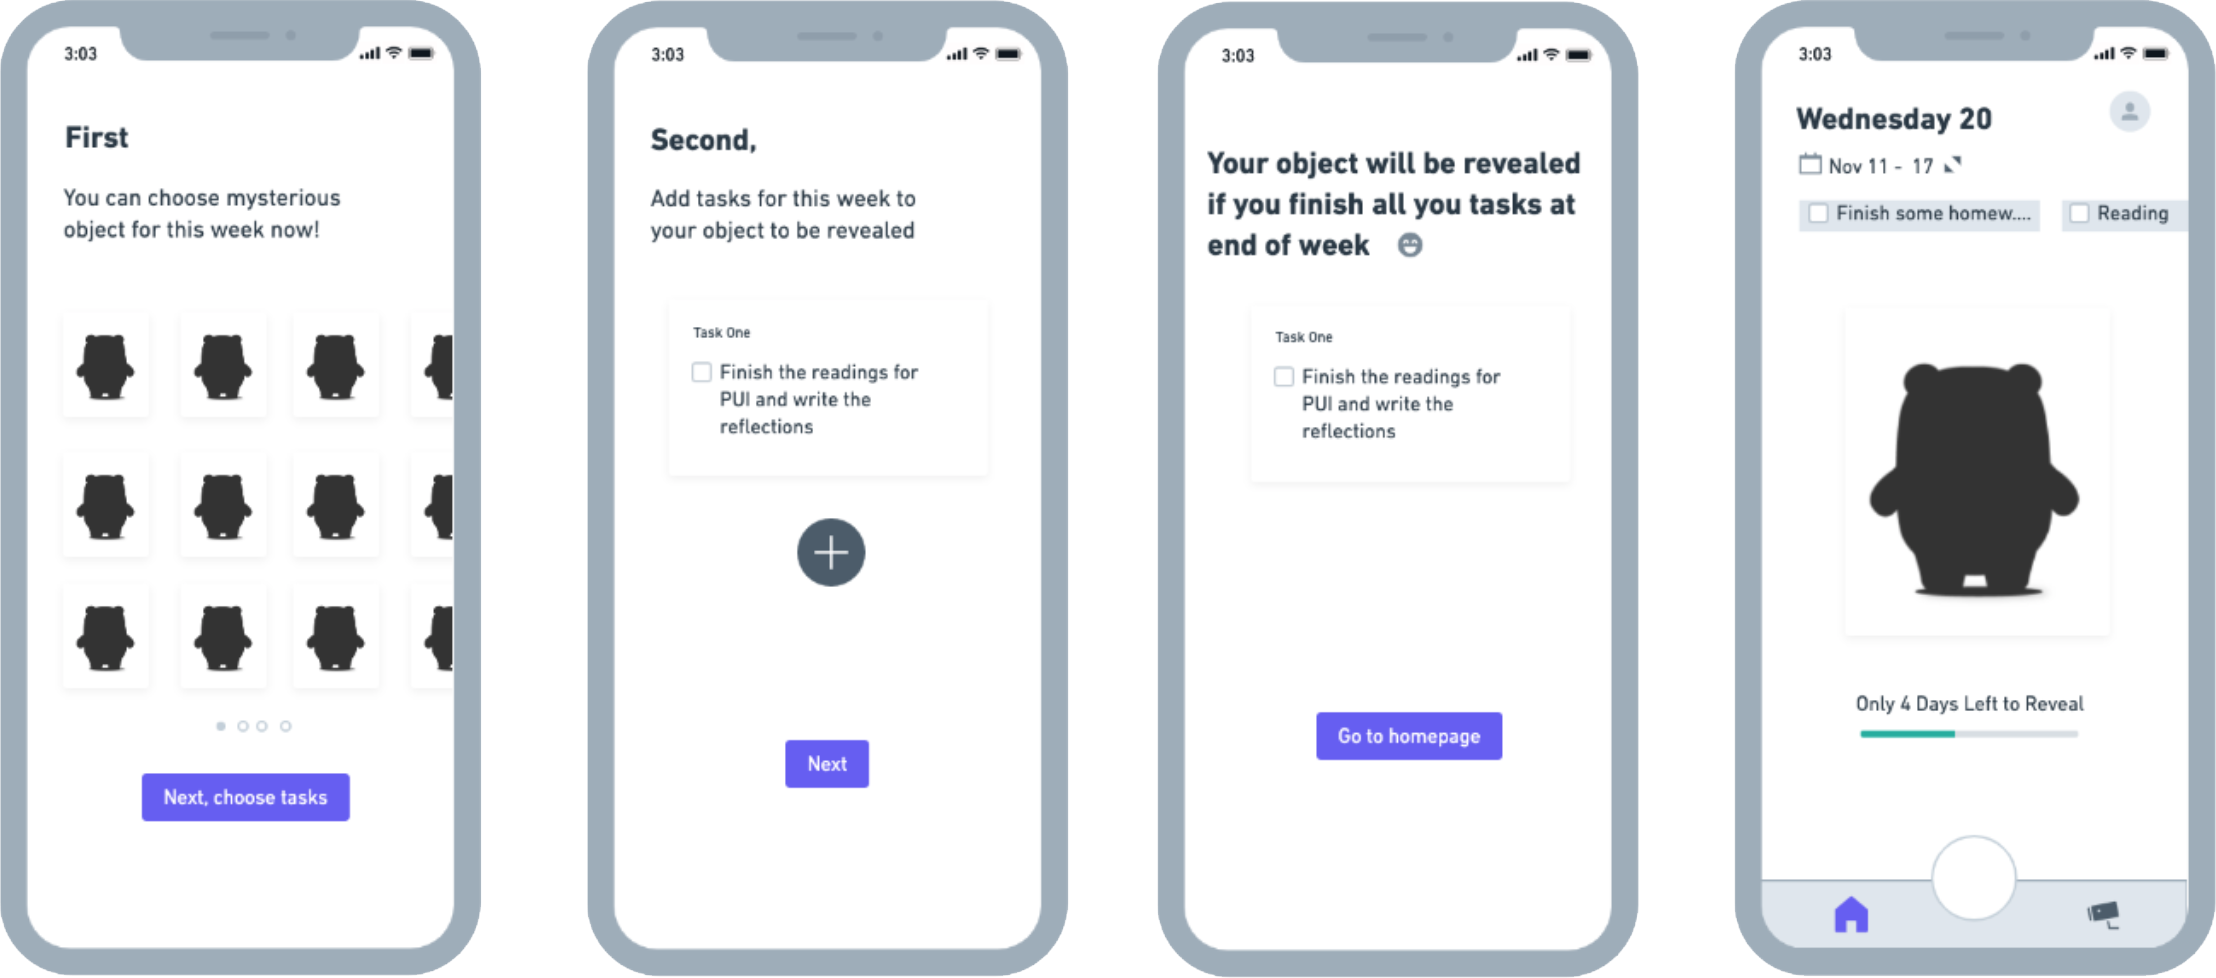 3:03
First
You can choose mysterious
object for this week now!
Next, choose tasks
3:03
Second,
Add tasks for this week to
your object to be revealed
Task One
Finish the readings for
PUI and write the
reflections
Next
3:03
Your object will be revealed
if you finish all you tasks at
end of week
Task One
Finish the readings for
PUI and write the
reflections
Go to homepage
3:03
Wednesday 20
Nov 11 - 17
Finish some homew....
Reading
Only 4 Days Left to Reveal